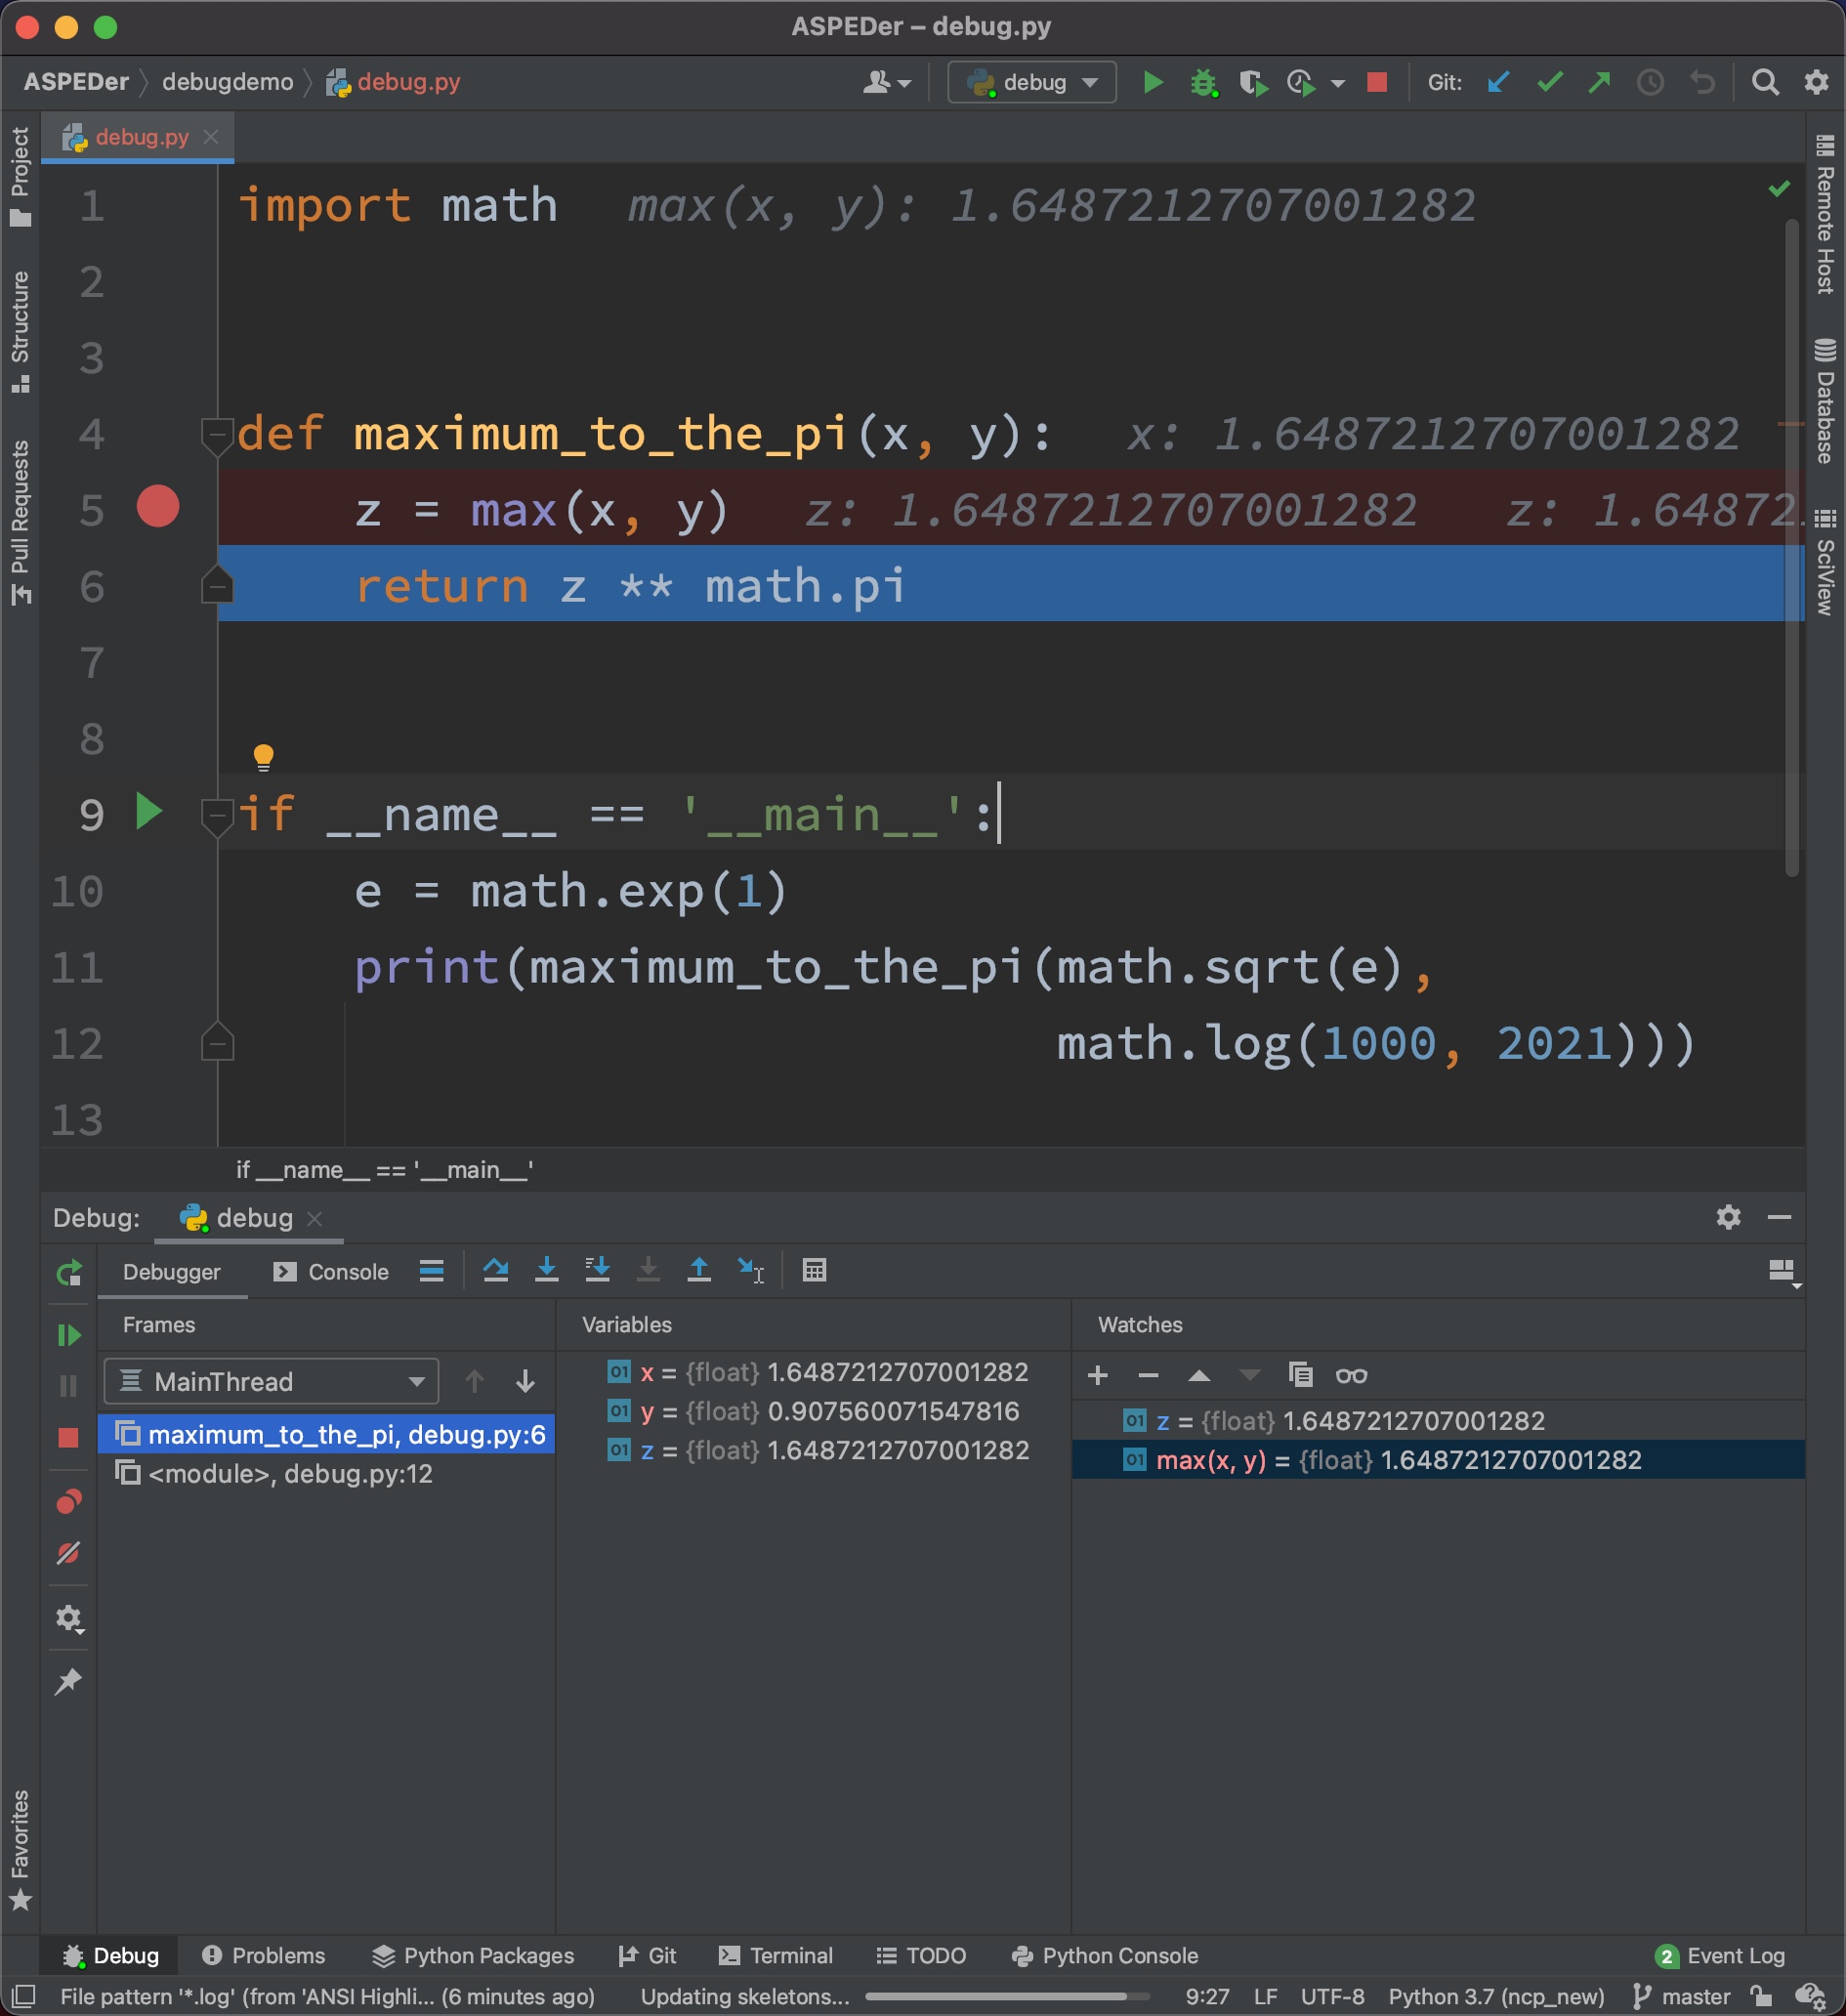 ASPEDer – debug.py
ASPEDer debugdemo debug.py debug Git:
debug.py
Project
Structure
Pull Requests
Favorites
Remote Host
Database
SciView
1 import math max(x, y): 1.6487212707001282
2
3
4 def maximum_to_the_pi(x, y): x: 1.6487212707001282
5 z = max(x, y) z: 1.6487212707001282 z: 1.64872
6 return z ** math.pi
7
8
9 if __name__ == '__main__':
10 e = math.exp(1)
11 print(maximum_to_the_pi(math.sqrt(e),
12 math.log(1000, 2021)))
13
if __name__ == '__main__'
Debug: debug
Debugger Console
Frames Variables Watches
MainThread
maximum_to_the_pi, debug.py:6
<module>, debug.py:12
x = {float} 1.6487212707001282
y = {float} 0.907560071547816
z = {float} 1.6487212707001282
z = {float} 1.6487212707001282
max(x, y) = {float} 1.6487212707001282
Debug Problems Python Packages Git Terminal TODO Python Console 2 Event Log
File pattern '*.log' (from 'ANSI Highli... (6 minutes ago) Updating skeletons... 9:27 LF UTF-8 Python 3.7 (ncp_new) master